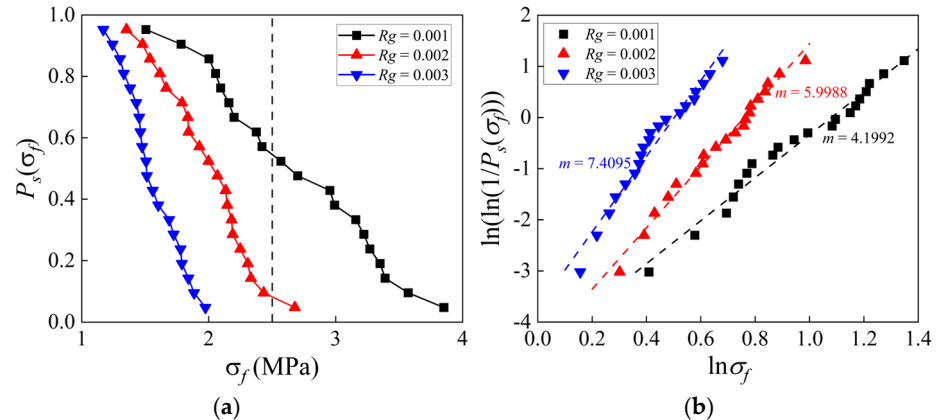 1.0
0.8
0.6
0.4
0.2
0.0
1
2
3
4
Ps(σf)
σf (MPa)
Rg = 0.001
Rg = 0.002
Rg = 0.003
(a)
2
1
0
-1
-2
-3
-4
0.0
0.2
0.4
0.6
0.8
1.0
1.2
1.4
ln(ln(1/Ps(σf)))
lnσf
Rg = 0.001
Rg = 0.002
Rg = 0.003
m = 5.9988
m = 4.1992
m = 7.4095
(b)